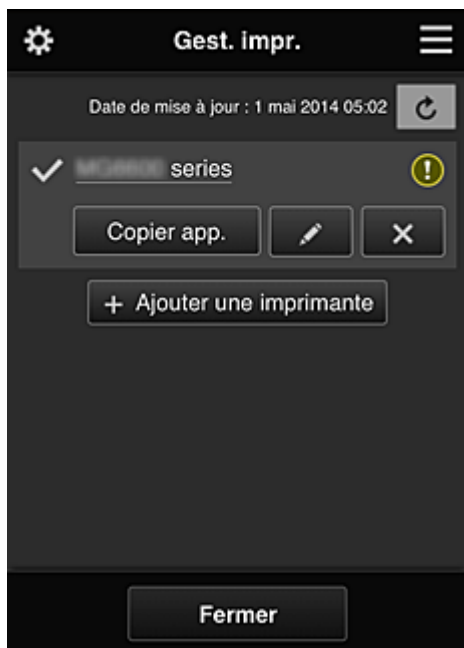 Gest. impr.
Date de mise à jour : 1 mai 2014 05:02
series
Copier app.
+ Ajouter une imprimante
Fermer